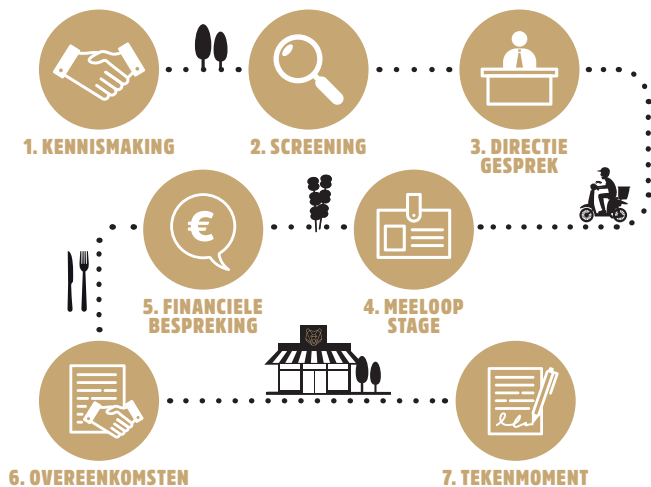 1. KENNISMAKING
2. SCREENING
3. DIRECTIE
GESPREK
4. MEELOOP
STAGE
€
5. FINANCIELE
BESPREKING
6. OVEREENKOMSTEN
7. TEKENMOMENT